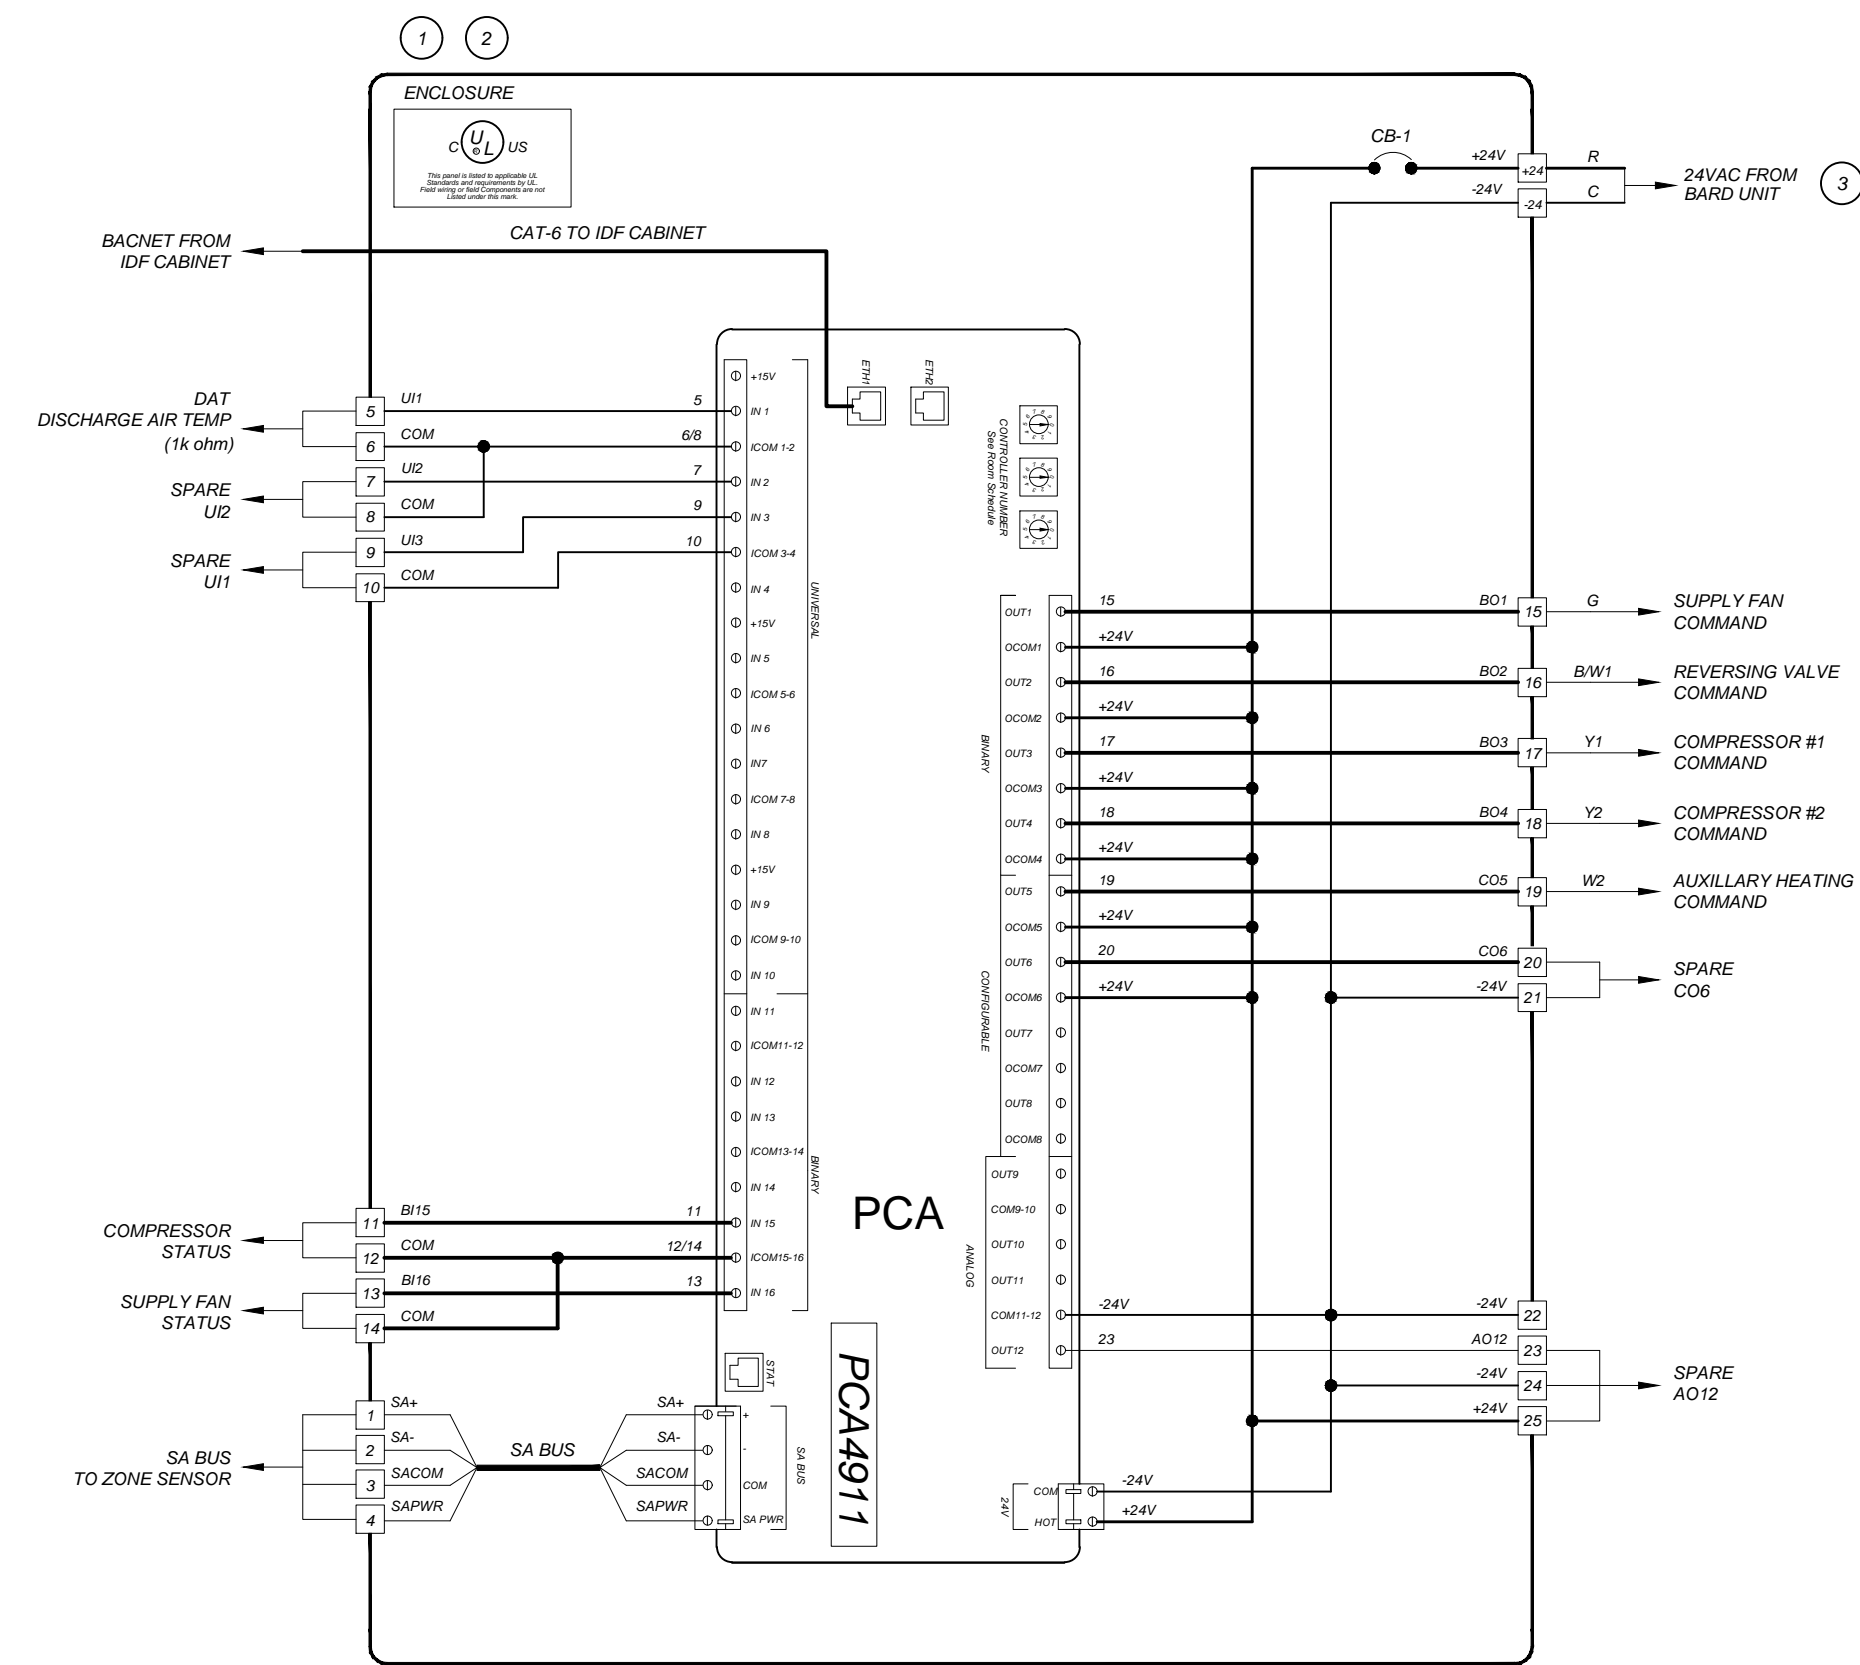 1 2
ENCLOSURE
C UL US
This panel is listed to applicable UL
Standards and requirements by UL.
Field wiring or field Components are not
Listed under this mark.
BACNET FROM
IDF CABINET
CAT-6 TO IDF CABINET
CB-1
+24V +24 R
-24V -24 C
24VAC FROM
BARD UNIT
3
DAT
DISCHARGE AIR TEMP
(1k ohm)
SPARE
UI2
SPARE
UI1
5 UI1 5
6 COM 6/8
7 UI2 7
8 COM
9 UI3 9
10 COM 10
+15V
IN 1
ICOM 1-2
IN 2
IN 3
ICOM 3-4
IN 4
+15V
IN 5
ICOM 5-6
IN 6
IN7
ICOM 7-8
IN 8
+15V
IN 9
ICOM 9-10
IN 10
UNIVERSAL
IN 11
ICOM11-12
IN 12
IN 13
ICOM13-14
IN 14
IN 15
ICOM15-16
IN 16
BINARY
ETH1
ETH2
CONTROLLER NUMBER
See Room Schedule
COMPRESSOR
STATUS
SUPPLY FAN
STATUS
11 BI15 11
12 COM 12/14
13 BI16 13
14 COM
SA BUS
TO ZONE SENSOR
1 SA+
2 SA-
3 SACOM
4 SAPWR
SA BUS
SA+ +
SA- -
SACOM COM
SAPWR SA PWR
SA BUS
STAT
PCA
PCA4911
BINARY
OUT1 15 BO1 15 G
SUPPLY FAN
COMMAND
OCOM1 +24V
OUT2 16 BO2 16 B/W1
REVERSING VALVE
COMMAND
OCOM2 +24V
OUT3 17 BO3 17 Y1
COMPRESSOR #1
COMMAND
OCOM3 +24V
OUT4 18 BO4 18 Y2
COMPRESSOR #2
COMMAND
OCOM4 +24V
CONFIGURABLE
OUT5 19 CO5 19 W2
AUXILLARY HEATING
COMMAND
OCOM5 +24V
OUT6 20 CO6 20
OCOM6 +24V -24V 21
SPARE
CO6
OUT7
OCOM7
OUT8
OCOM8
ANALOG
OUT9
COM9-10
OUT10
OUT11
COM11-12 -24V -24V 22
OUT12 23 AO12 23
-24V 24
+24V 25
SPARE
AO12
24V
COM -24V
HOT +24V